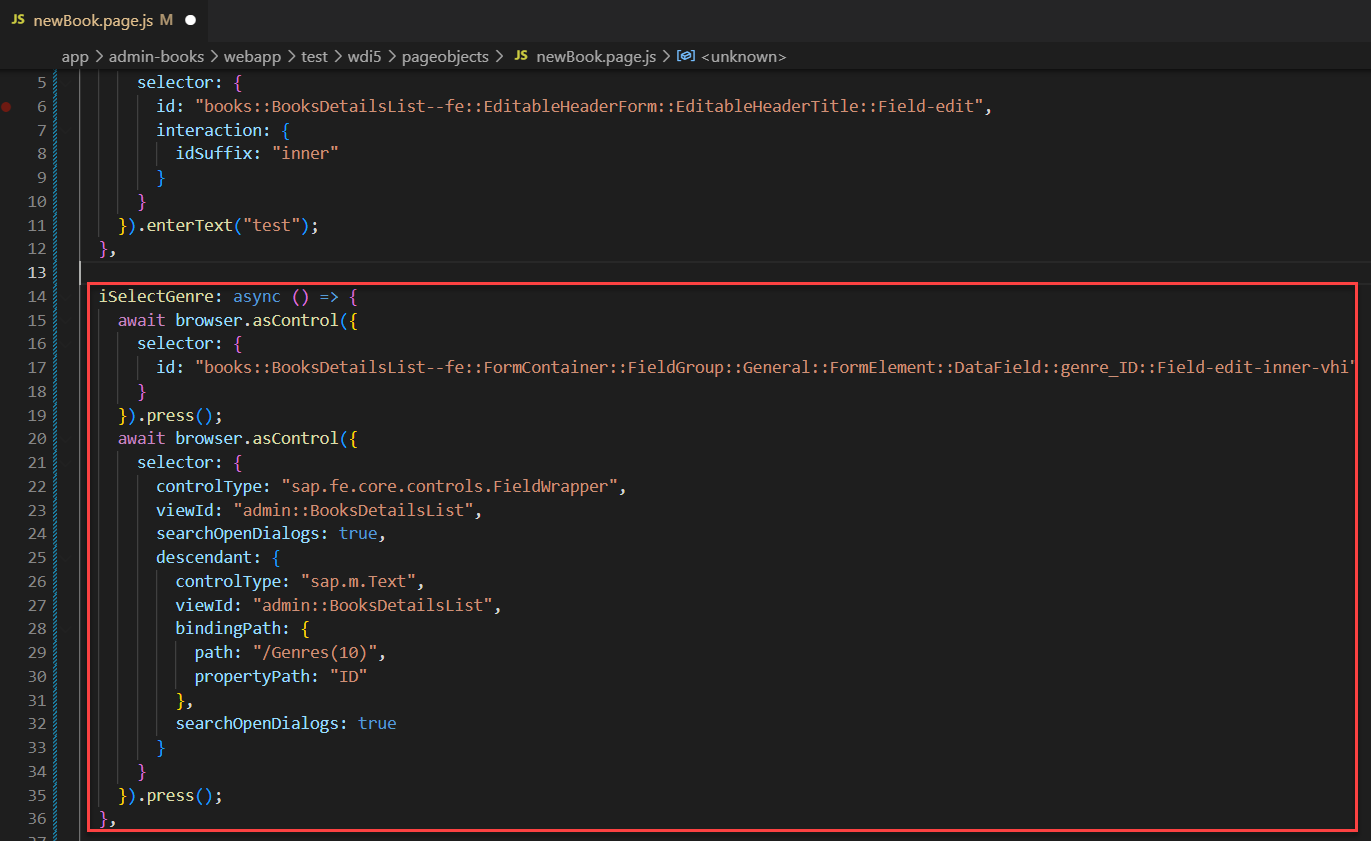 JS newBook.page.js M
app > admin-books > webapp > test > wdi5 > pageobjects > JS newBook.page.js > <unknown>
5 selector: {
6 id: "books::BooksDetailsList--fe::EditableHeaderForm::EditableHeaderTitle::Field-edit",
7 interaction: {
8 idSuffix: "inner"
9 }
10 }
11 }).enterText("test");
12 },
13
14 iSelectGenre: async () => {
15 await browser.asControl({
16 selector: {
17 id: "books::BooksDetailsList--fe::FormContainer::FieldGroup::General::FormElement::DataField::genre_ID::Field-edit-inner-vhi"
18 }
19 }).press();
20 await browser.asControl({
21 selector: {
22 controlType: "sap.fe.core.controls.FieldWrapper",
23 viewId: "admin::BooksDetailsList",
24 searchOpenDialogs: true,
25 descendant: {
26 controlType: "sap.m.Text",
27 viewId: "admin::BooksDetailsList",
28 bindingPath: {
29 path: "/Genres(10)",
30 propertyPath: "ID"
31 },
32 searchOpenDialogs: true
33 }
34 }
35 }).press();
36 },
37